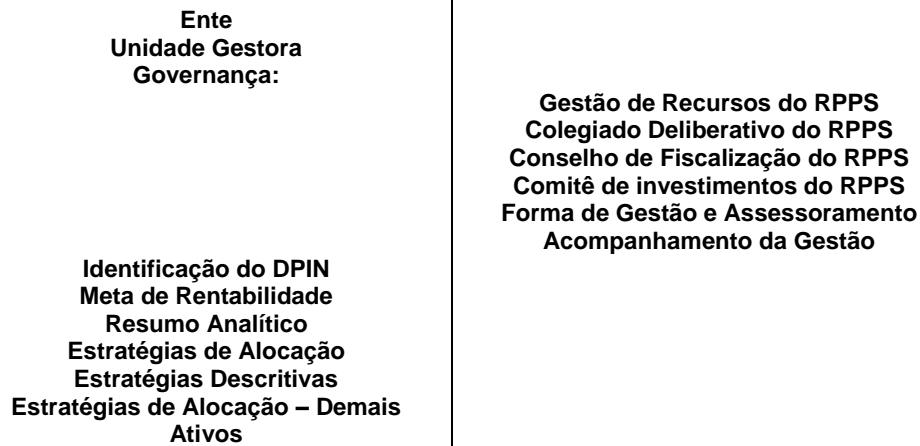 Ente
Unidade Gestora
Governança:
Gestão de Recursos do RPPS
Colegiado Deliberativo do RPPS
Conselho de Fiscalização do RPPS
Comitê de investimentos do RPPS
Forma de Gestão e Assessoramento
Acompanhamento da Gestão
Identificação do DPIN
Meta de Rentabilidade
Resumo Analítico
Estratégias de Alocação
Estratégias Descritivas
Estratégias de Alocação – Demais
Ativos